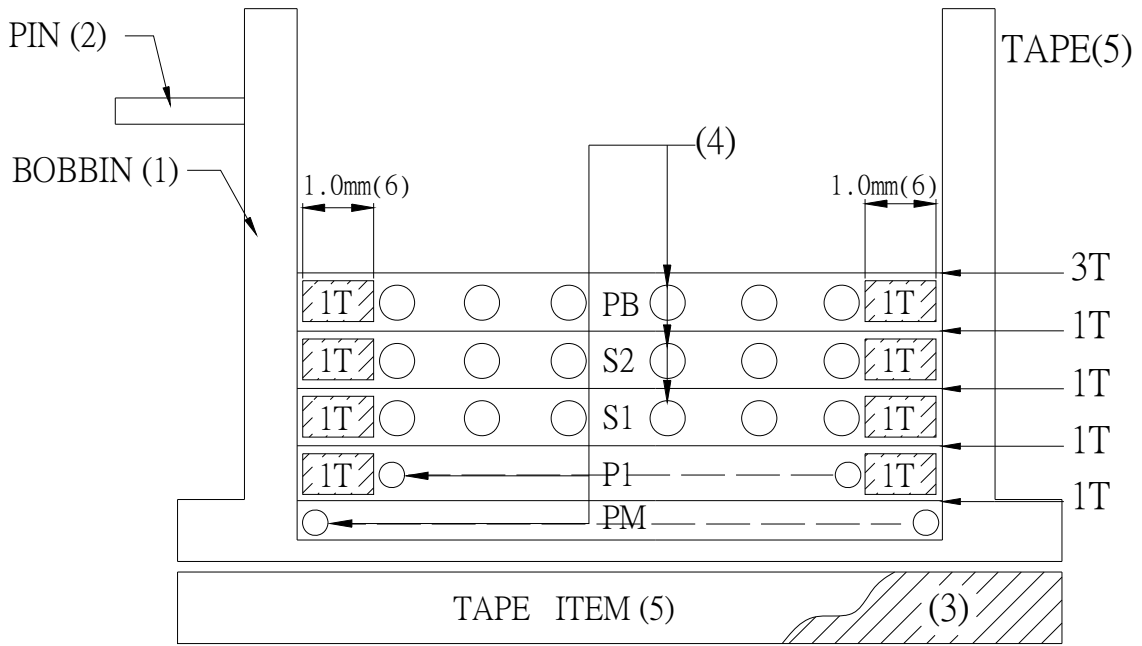 PIN (2)
TAPE(5)
BOBBIN (1)
(4)
1.0mm(6)
1.0mm(6)
3T
1T PB 1T
1T
1T S2 1T
1T
1T S1 1T
1T
1T P1 1T
1T
PM
TAPE ITEM (5) (3)